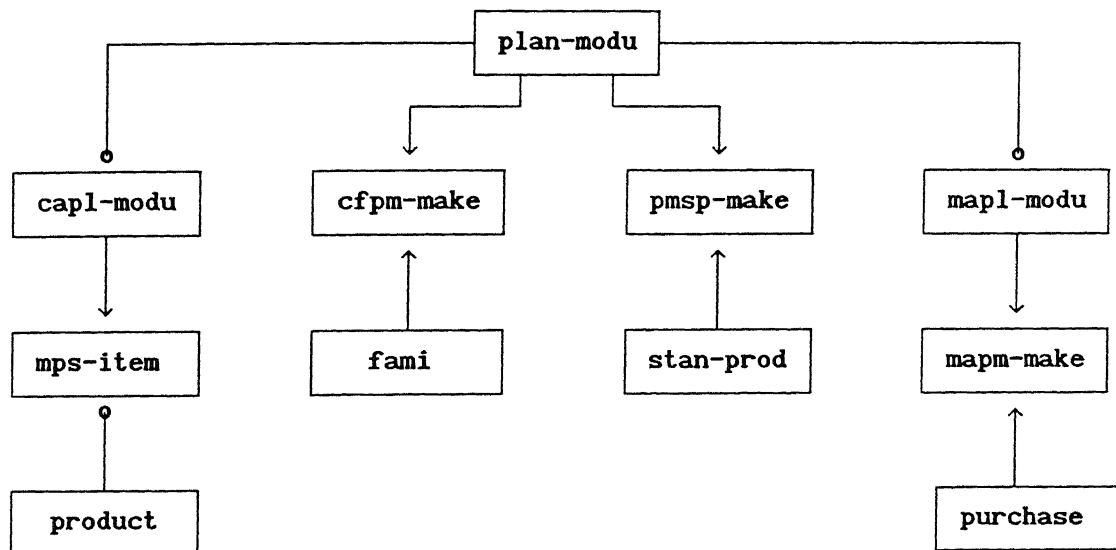 plan-modu
capl-modu
cfpm-make
pmsp-make
mapl-modu
mps-item
fami
stan-prod
mapm-make
product
purchase